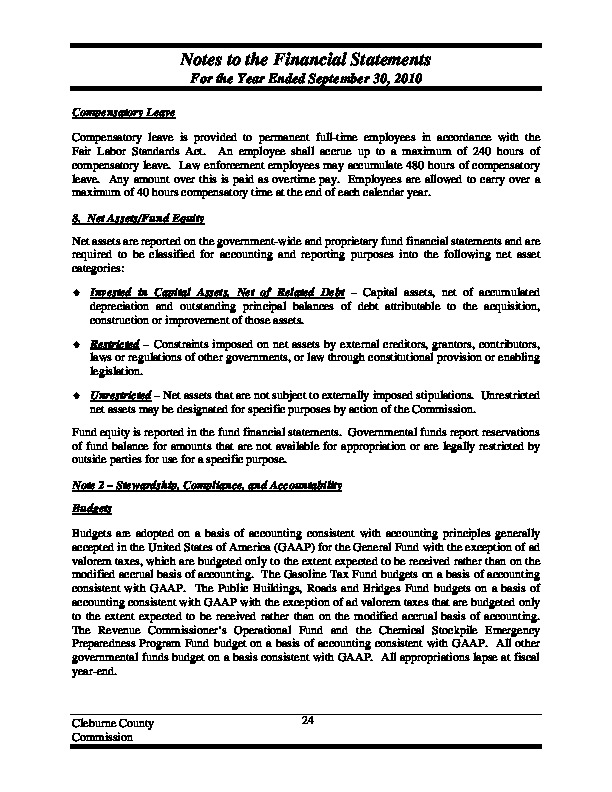 Notes to the Financial Statements
For the Year Ended September 30, 2010
Compensatory Leave
Compensatory leave is provided to permanent full-time employees in accordance with the
Fair Labor Standards Act. An employee shall accrue up to a maximum of 240 hours of
compensatory leave. Law enforcement employees may accumulate 480 hours of compensatory
leave. Any amount over this is paid as overtime pay. Employees are allowed to carry over a
maximum of 40 hours compensatory time at the end of each calendar year.
8. Net Assets/Fund Equity
Net assets are reported on the government-wide and proprietary fund financial statements and are
required to be classified for accounting and reporting purposes into the following net asset
categories:
♦ Invested in Capital Assets, Net of Related Debt – Capital assets, net of accumulated
depreciation and outstanding principal balances of debt attributable to the acquisition,
construction or improvement of those assets.
♦ Restricted – Constraints imposed on net assets by external creditors, grantors, contributors,
laws or regulations of other governments, or law through constitutional provision or enabling
legislation.
♦ Unrestricted – Net assets that are not subject to externally imposed stipulations. Unrestricted
net assets may be designated for specific purposes by action of the Commission.
Fund equity is reported in the fund financial statements. Governmental funds report reservations
of fund balance for amounts that are not available for appropriation or are legally restricted by
outside parties for use for a specific purpose.
Note 2 – Stewardship, Compliance, and Accountability
Budgets
Budgets are adopted on a basis of accounting consistent with accounting principles generally
accepted in the United States of America (GAAP) for the General Fund with the exception of ad
valorem taxes, which are budgeted only to the extent expected to be received rather than on the
modified accrual basis of accounting. The Gasoline Tax Fund budgets on a basis of accounting
consistent with GAAP. The Public Buildings, Roads and Bridges Fund budgets on a basis of
accounting consistent with GAAP with the exception of ad valorem taxes that are budgeted only
to the extent expected to be received rather than on the modified accrual basis of accounting.
The Revenue Commissioner's Operational Fund and the Chemical Stockpile Emergency
Preparedness Program Fund budget on a basis of accounting consistent with GAAP. All other
governmental funds budget on a basis consistent with GAAP. All appropriations lapse at fiscal
year-end.
Cleburne County 24
Commission